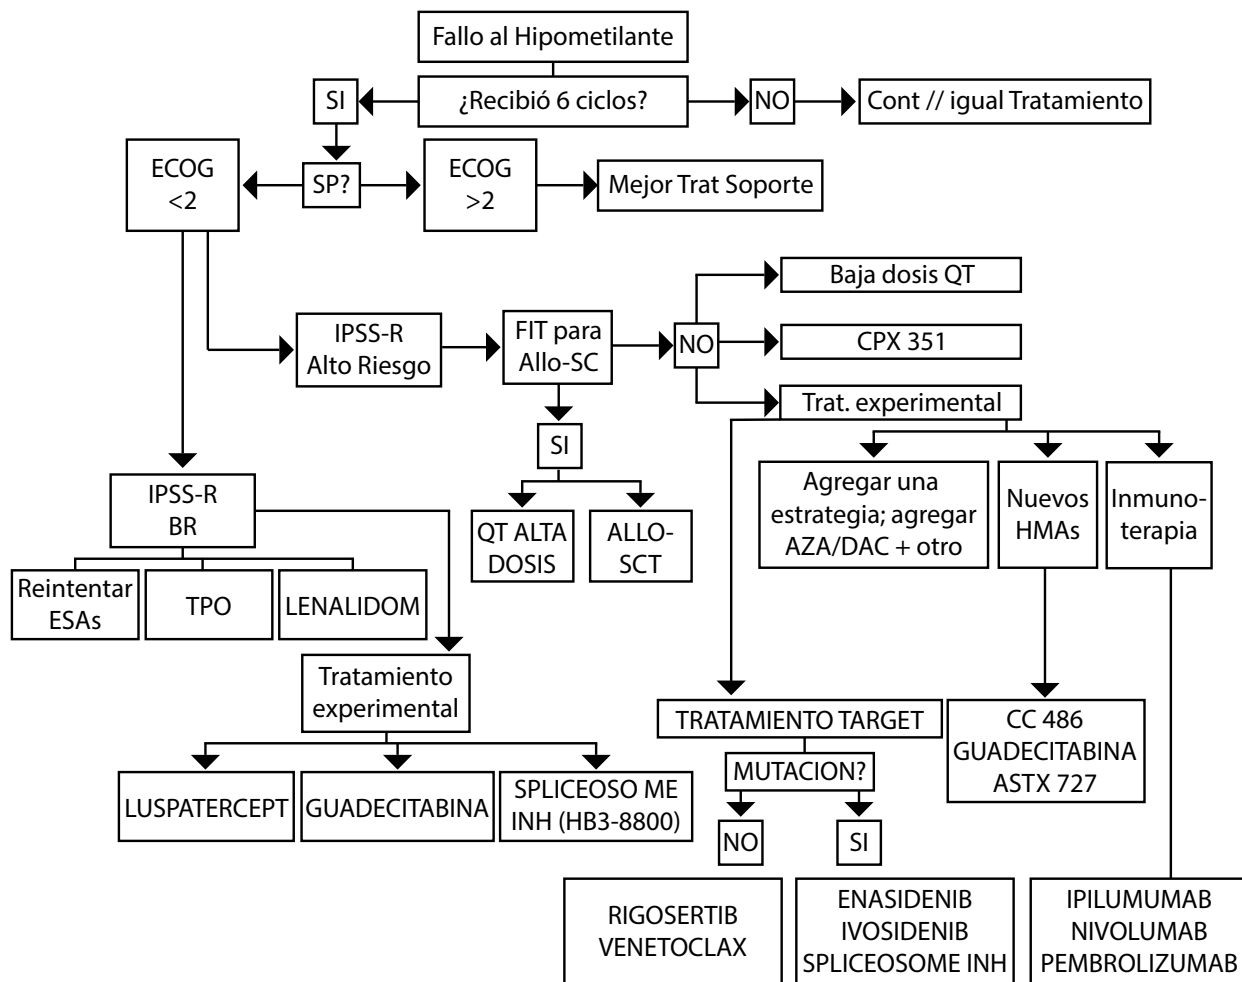 Fallo al Hipometilante
SI
¿Recibió 6 ciclos?
NO
Cont // igual Tratamiento
ECOG
<2
SP?
ECOG
>2
Mejor Trat Soporte
Baja dosis QT
IPSS-R
Alto Riesgo
FIT para
Allo-SC
NO
CPX 351
Trat. experimental
SI
IPSS-R
BR
QT ALTA
DOSIS
ALLO-
SCT
Agregar una
estrategia; agregar
AZA/DAC + otro
Nuevos
HMAs
Inmuno-
terapia
Reintentar
ESAs
TPO
LENALIDOM
Tratamiento
experimental
TRATAMIENTO TARGET
CC 486
GUADECITABINA
ASTX 727
MUTACION?
LUSPATERCEPT
GUADECITABINA
SPLICEOSO ME
INH (HB3-8800)
NO
SI
RIGOSERTIB
VENETOCLAX
ENASIDENIB
IVOSIDENIB
SPLICEOSOME INH
IPILUMUMAB
NIVOLUMAB
PEMBROLIZUMAB